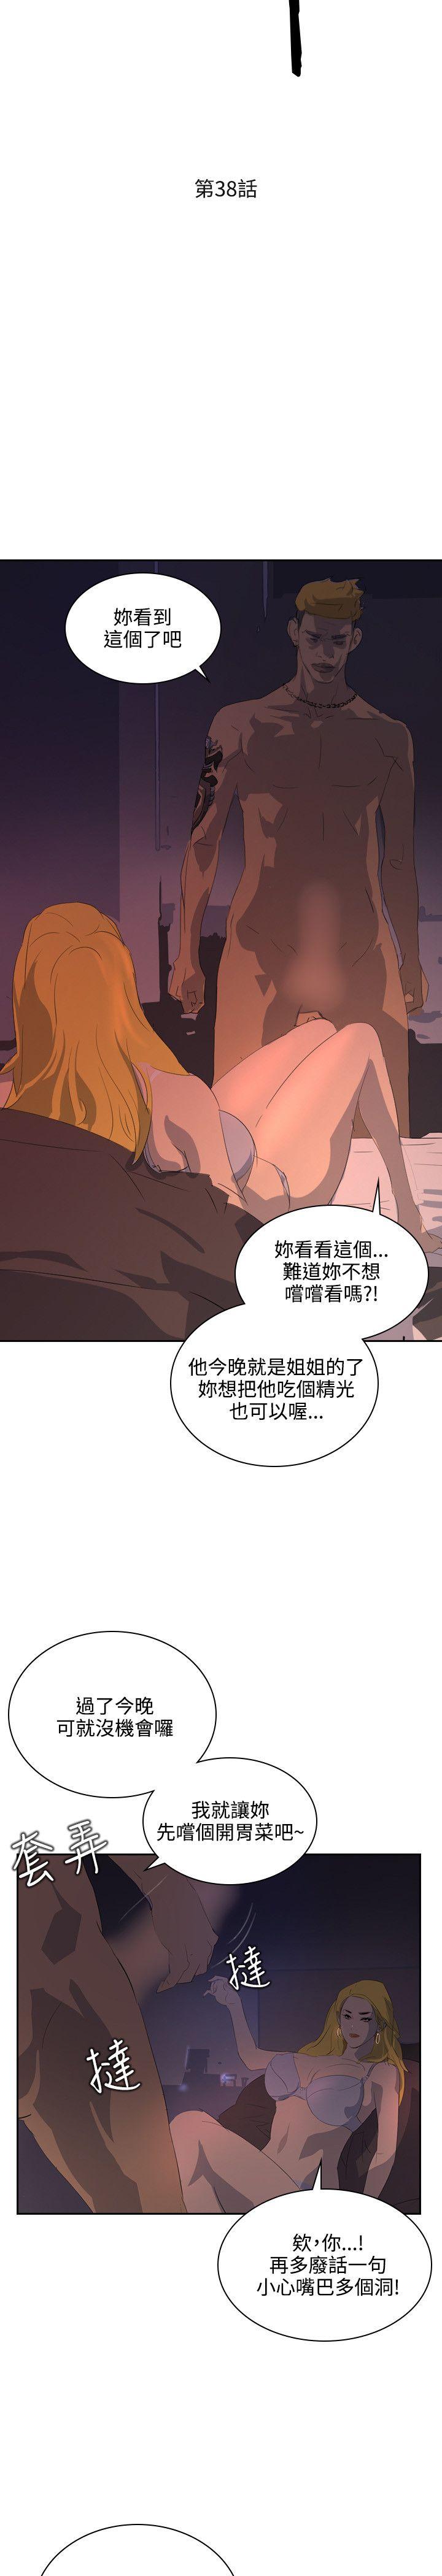 第38話
妳看到
這個了吧
妳看看這個...
難道妳不想
嚐嚐看嗎?!
他今晚就是姐姐的了
妳想把他吃個精光
也可以喔...
過了今晚
可就沒機會囉
我就讓妳
先嚐個開胃菜吧~
套弄
撻
撻
欸,你...!
再多廢話一句
小心嘴巴多個洞!